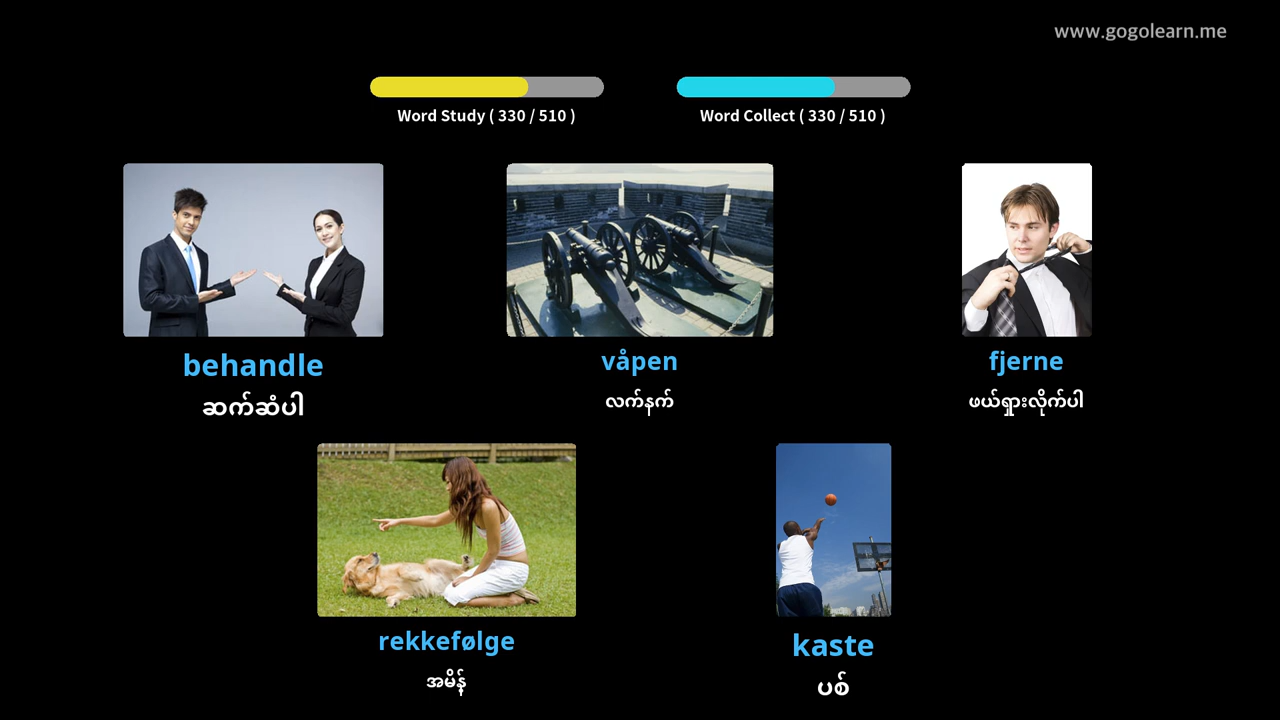 www.gogolearn.me
Word Study ( 330 / 510 )
Word Collect ( 330 / 510 )
behandle
ဆက်ဆံပါ
våpen
လက်နက်
fjerne
ဖယ်ရှားလိုက်ပါ
rekkefølge
အမိန့်
kaste
ပစ်